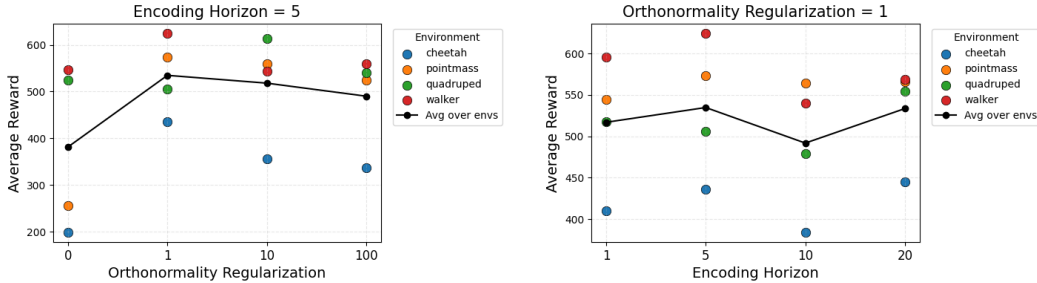 Encoding Horizon = 5
Average Reward
600
500
400
300
200
0
1
10
100
Orthonormality Regularization
Environment
cheetah
pointmass
quadruped
walker
Avg over envs
Orthonormality Regularization = 1
Average Reward
600
550
500
450
400
1
5
10
20
Encoding Horizon
Environment
cheetah
pointmass
quadruped
walker
Avg over envs